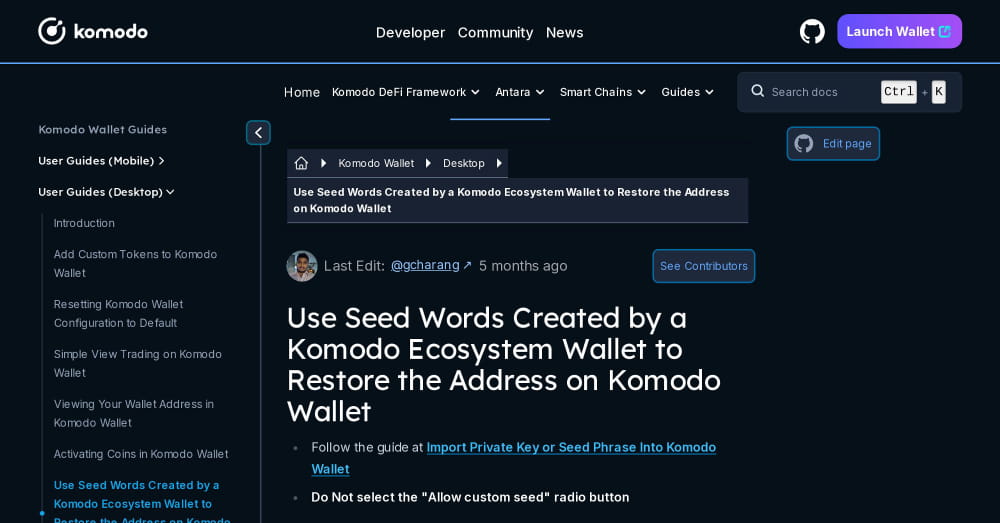 komodo
Developer Community News
Launch Wallet
Home Komodo DeFi Framework Antara Smart Chains Guides
Search docs Ctrl + K
Komodo Wallet Guides
User Guides (Mobile)
User Guides (Desktop)
Introduction
Add Custom Tokens to Komodo
Wallet
Resetting Komodo Wallet
Configuration to Default
Simple View Trading on Komodo
Wallet
Viewing Your Wallet Address in
Komodo Wallet
Activating Coins in Komodo Wallet
Use Seed Words Created by a
Komodo Ecosystem Wallet to
Restore the Address on Komodo
Edit page
Komodo Wallet Desktop
Use Seed Words Created by a Komodo Ecosystem Wallet to Restore the Address
on Komodo Wallet
Last Edit: @gcharang ↗ 5 months ago
See Contributors
Use Seed Words Created by a
Komodo Ecosystem Wallet to
Restore the Address on Komodo
Wallet
• Follow the guide at Import Private Key or Seed Phrase Into Komodo
Wallet
• Do Not select the "Allow custom seed" radio button